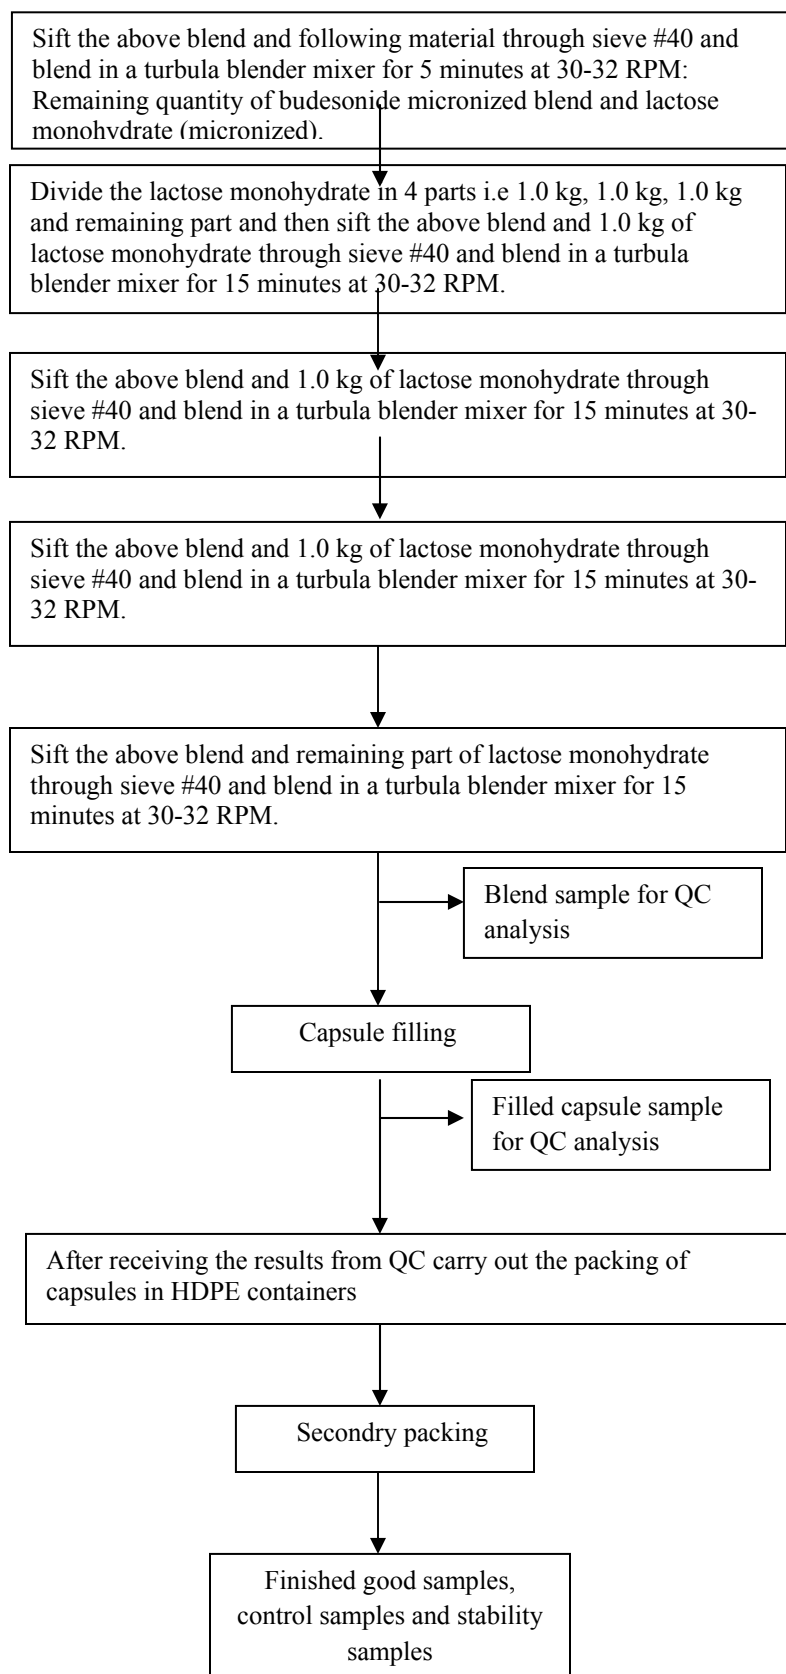 Sift the above blend and following material through sieve #40 and
blend in a turbula blender mixer for 5 minutes at 30-32 RPM:
Remaining quantity of budesonide micronized blend and lactose
monohydrate (micronized).
Divide the lactose monohydrate in 4 parts i.e 1.0 kg, 1.0 kg, 1.0 kg
and remaining part and then sift the above blend and 1.0 kg of
lactose monohydrate through sieve #40 and blend in a turbula
blender mixer for 15 minutes at 30-32 RPM.
Sift the above blend and 1.0 kg of lactose monohydrate through
sieve #40 and blend in a turbula blender mixer for 15 minutes at 30-
32 RPM.
Sift the above blend and 1.0 kg of lactose monohydrate through
sieve #40 and blend in a turbula blender mixer for 15 minutes at 30-
32 RPM.
Sift the above blend and remaining part of lactose monohydrate
through sieve #40 and blend in a turbula blender mixer for 15
minutes at 30-32 RPM.
Blend sample for QC
analysis
Capsule filling
Filled capsule sample
for QC analysis
After receiving the results from QC carry out the packing of
capsules in HDPE containers
Secondry packing
Finished good samples,
control samples and stability
samples